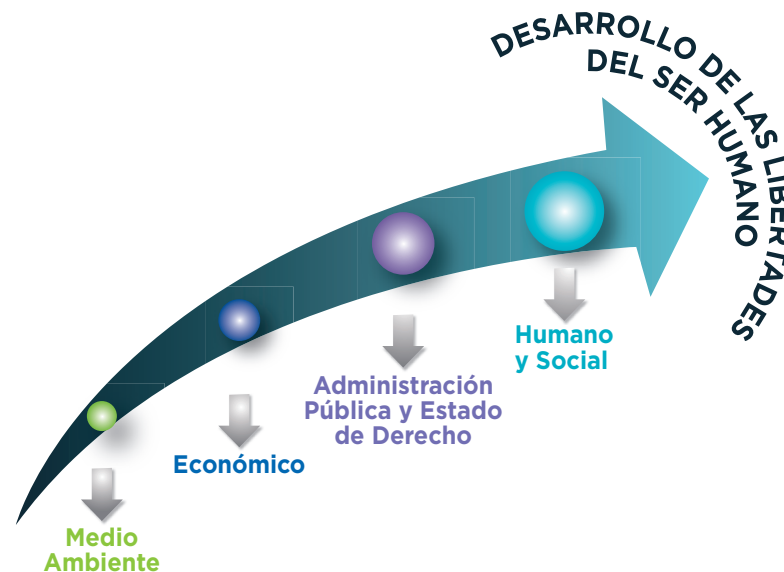 DESARROLLO DE LAS LIBERTADES
DEL SER HUMANO
Humano
y Social
Administración
Pública y Estado
de Derecho
Económico
Medio
Ambiente